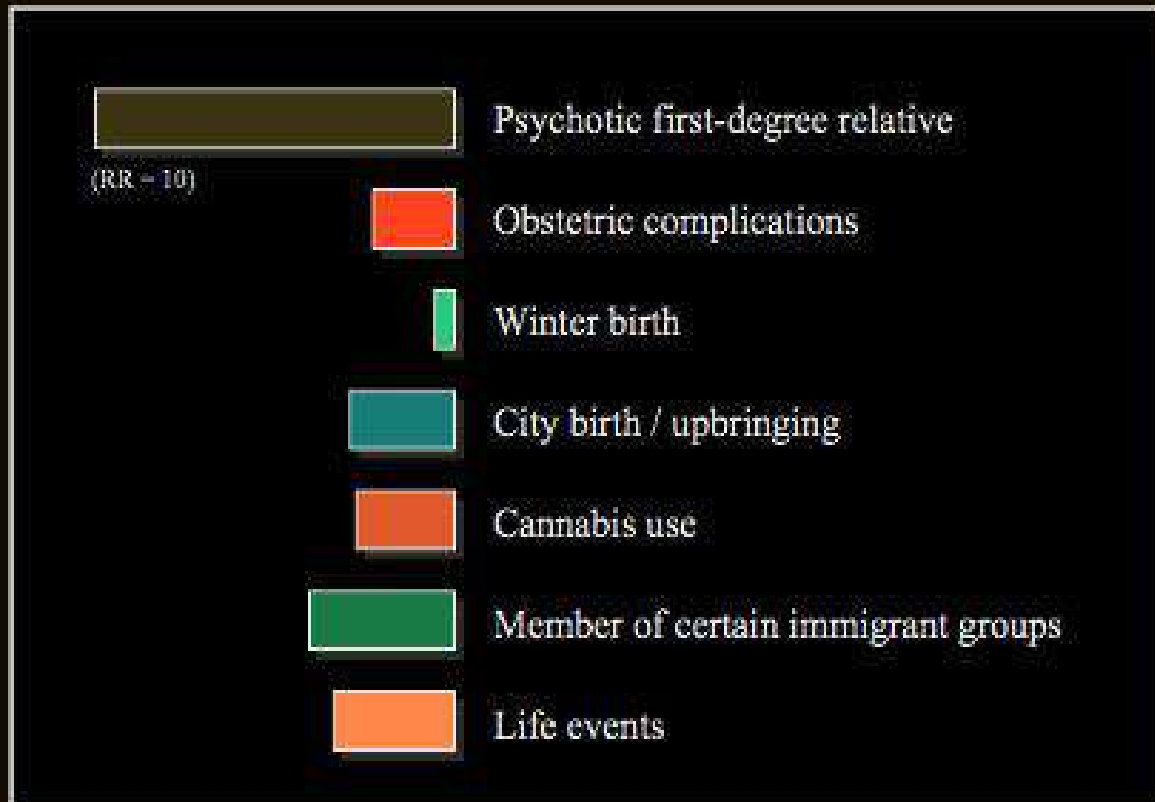 Psychotic first-degree relative
(RR = 10)
Obstetric complications
Winter birth
City birth / upbringing
Cannabis use
Member of certain immigrant groups
Life events